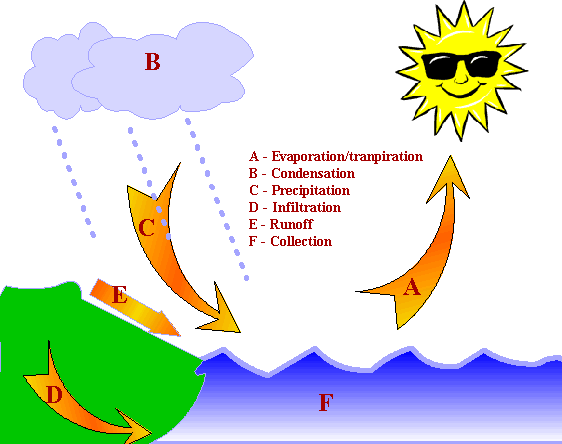 B
A - Evaporation/tranpiration
B - Condensation
C - Precipitation
D - Infiltration
E - Runoff
F - Collection
C
E
A
D
F